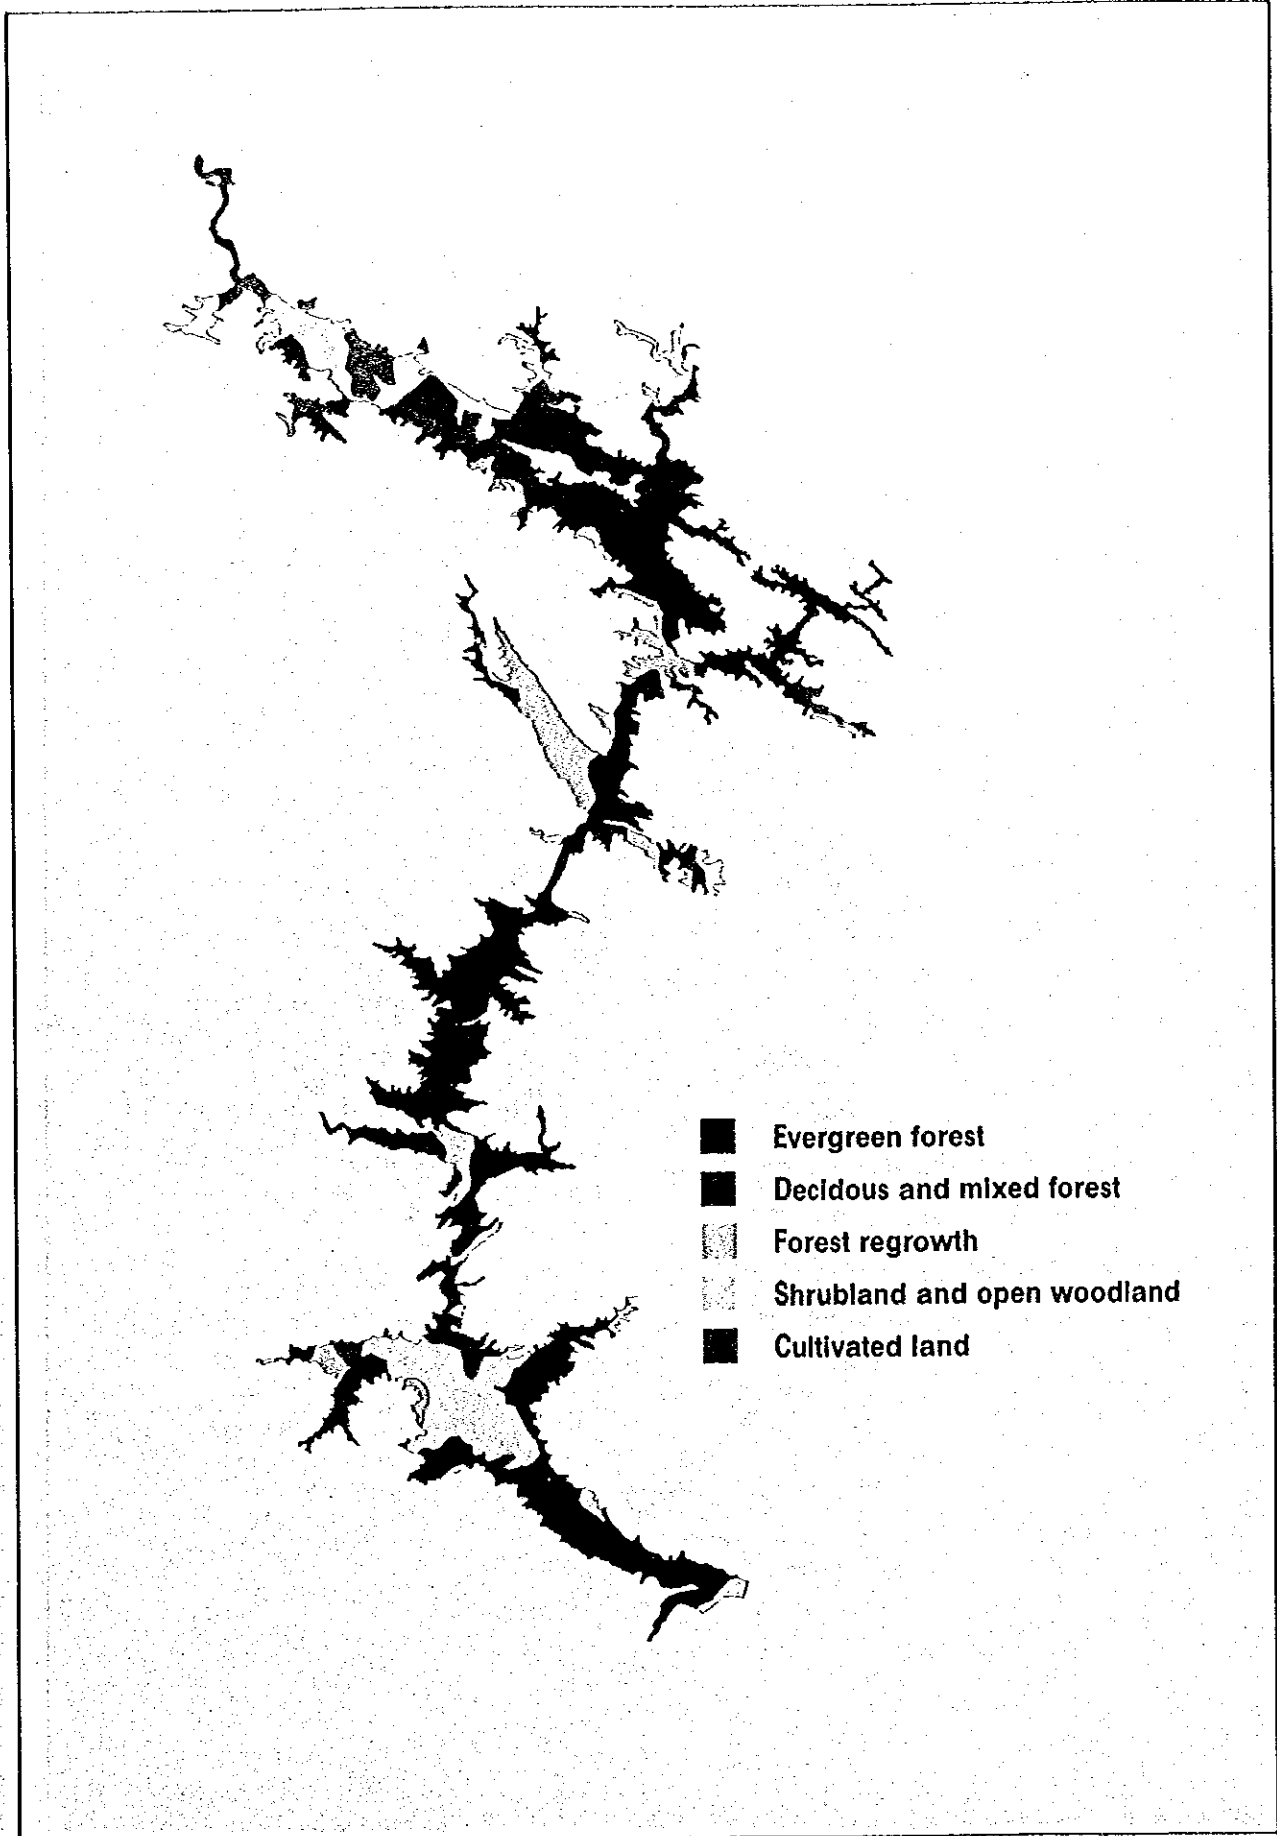 Evergreen forest
Decidous and mixed forest
Forest regrowth
Shrubland and open woodland
Cultivated land